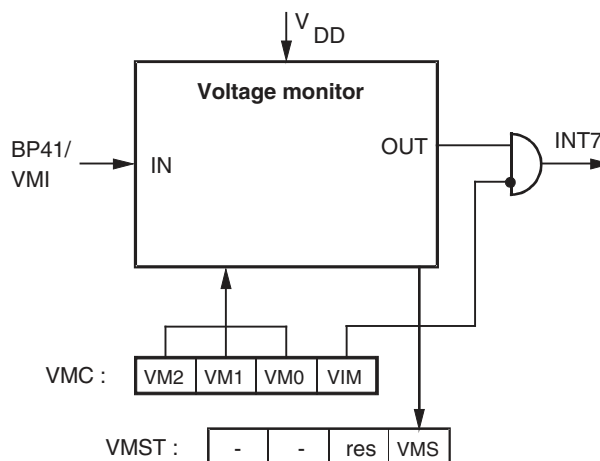 V
DD
Voltage monitor
BP41/
VMI
IN
OUT
INT7
VMC :
VM2 VM1 VM0 VIM
VMST :
- - res VMS